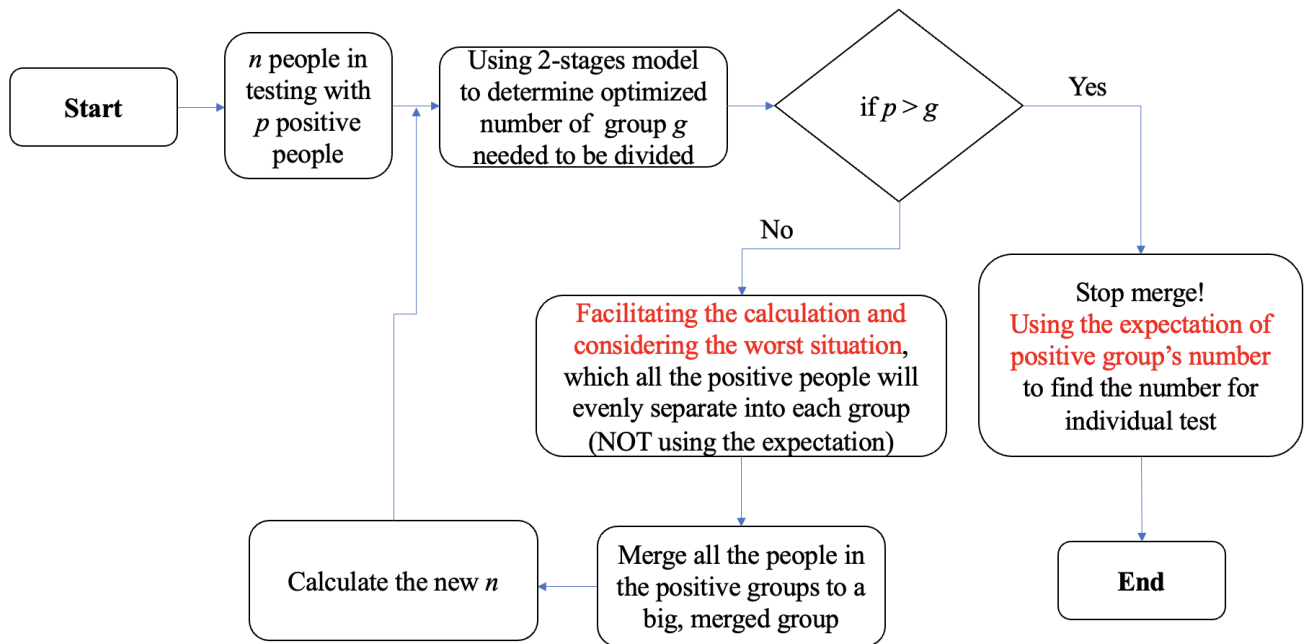 Start
n people in
testing with
p positive
people
Using 2-stages model
to determine optimized
number of group g
needed to be divided
if p > g
Yes
No
Facilitating the calculation and
considering the worst situation,
which all the positive people will
evenly separate into each group
(NOT using the expectation)
Stop merge!
Using the expectation of
positive group’s number
to find the number for
individual test
Calculate the new n
Merge all the people in
the positive groups to a
big, merged group
End